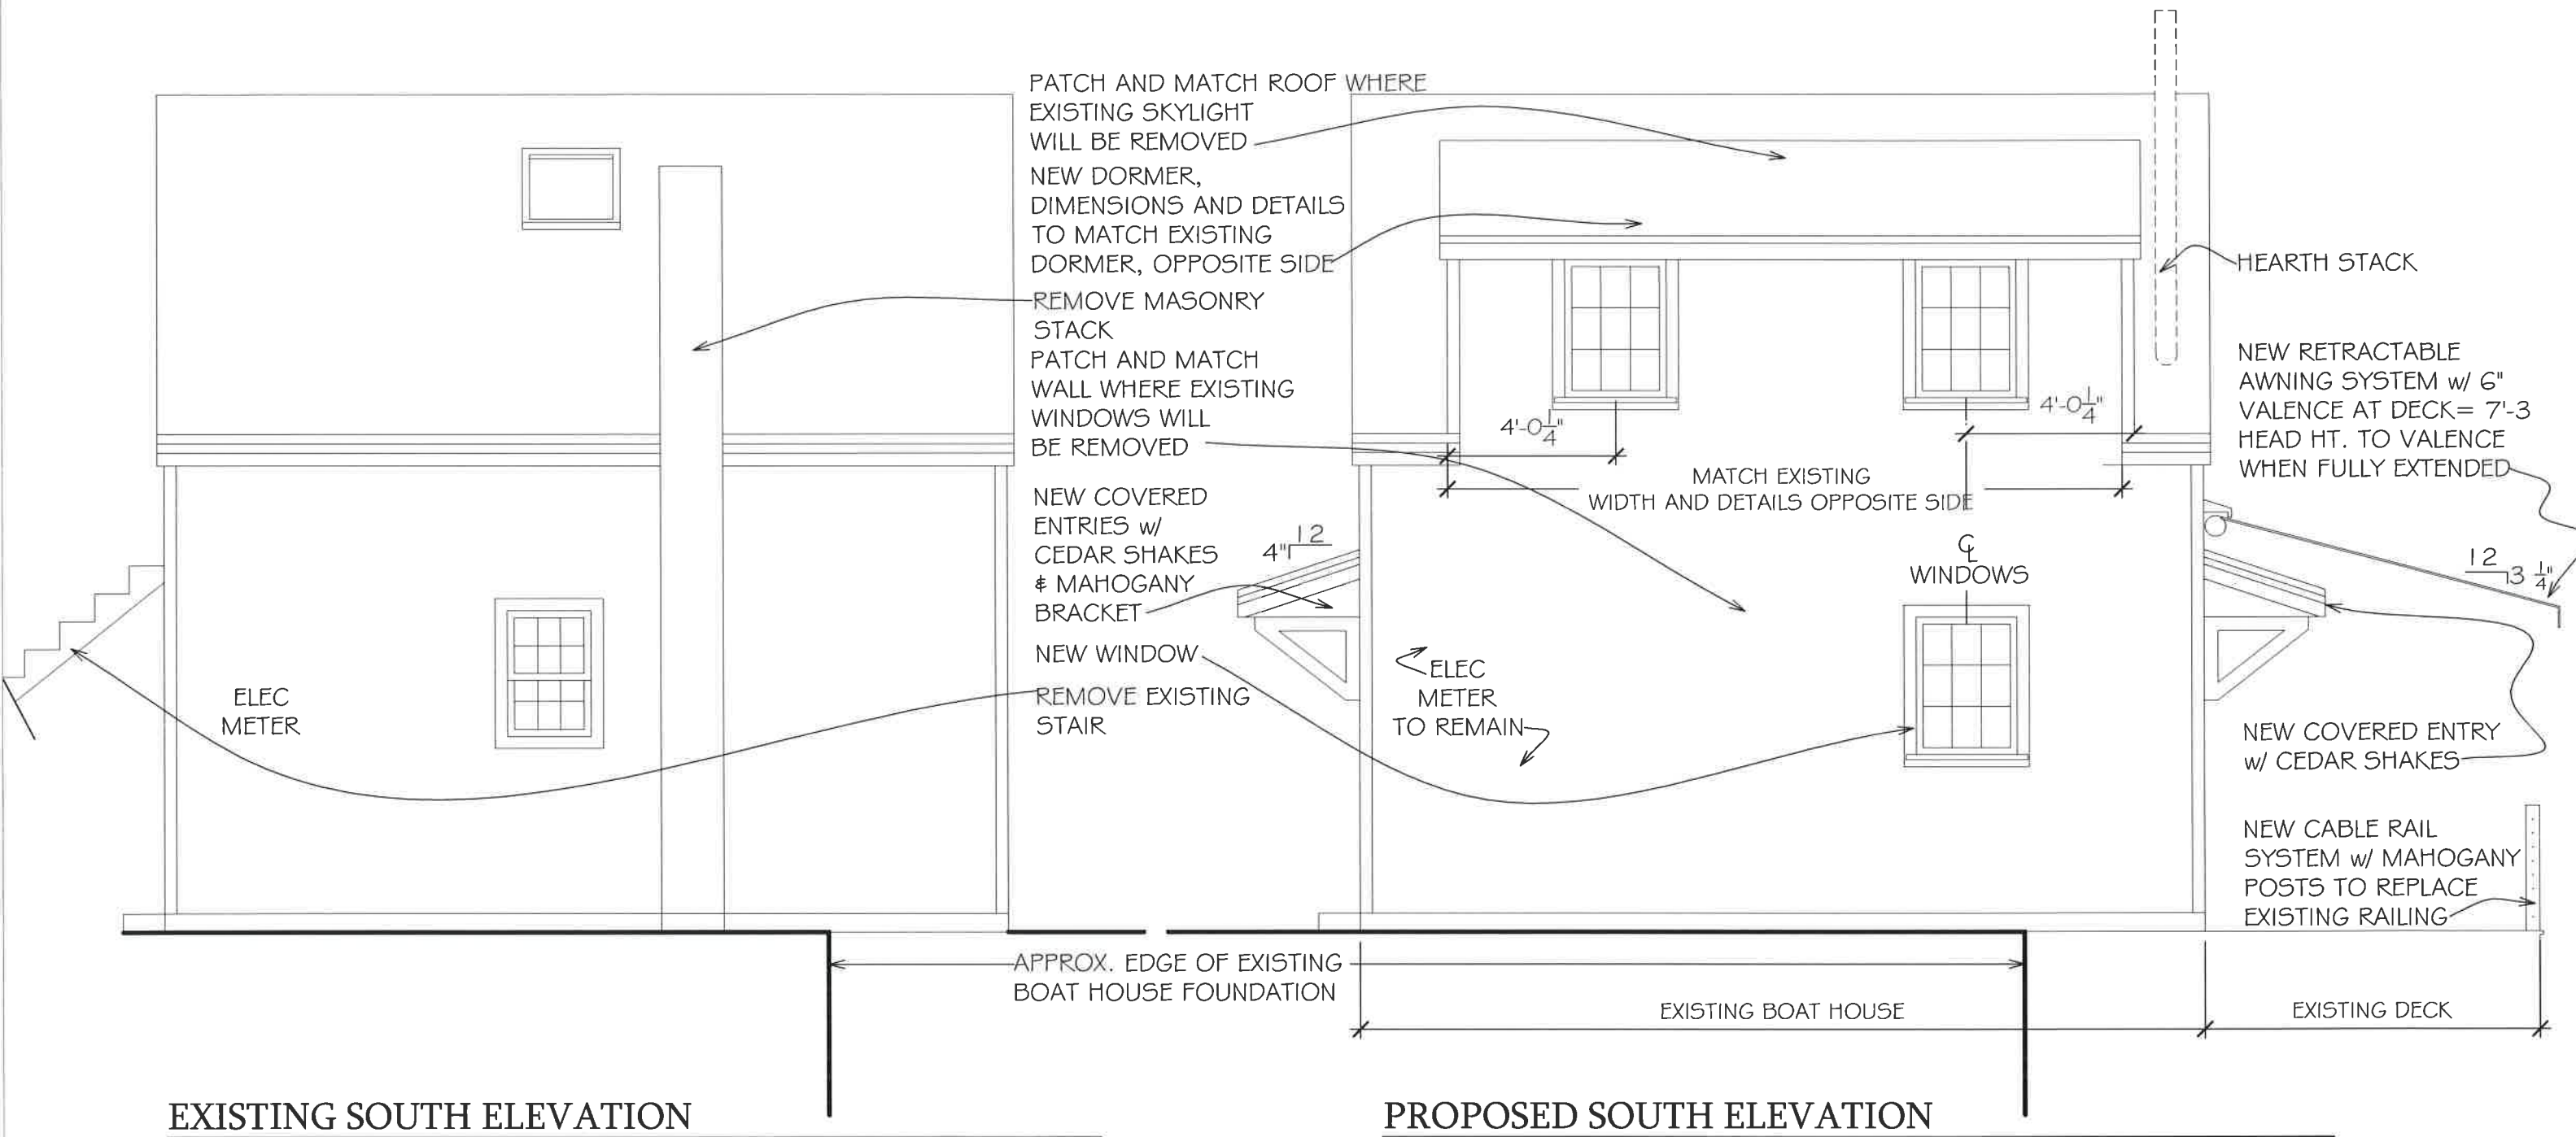 PATCH AND MATCH ROOF WHERE
EXISTING SKYLIGHT
WILL BE REMOVED
NEW DORMER,
DIMENSIONS AND DETAILS
TO MATCH EXISTING
DORMER, OPPOSITE SIDE
REMOVE MASONRY
STACK
PATCH AND MATCH
WALL WHERE EXISTING
WINDOWS WILL
BE REMOVED
NEW COVERED
ENTRIES w/
CEDAR SHAKES
& MAHOGANY
BRACKET
NEW WINDOW
REMOVE EXISTING
STAIR
ELEC
METER
APPROX. EDGE OF EXISTING
BOAT HOUSE FOUNDATION
EXISTING SOUTH ELEVATION
12
4"
4'-0 1/4"
4'-0 1/4"
MATCH EXISTING
WIDTH AND DETAILS OPPOSITE SIDE
℄
WINDOWS
ELEC
METER
TO REMAIN
HEARTH STACK
NEW RETRACTABLE
AWNING SYSTEM w/ 6"
VALENCE AT DECK= 7'-3
HEAD HT. TO VALENCE
WHEN FULLY EXTENDED
12
3 1/4"
NEW COVERED ENTRY
w/ CEDAR SHAKES
NEW CABLE RAIL
SYSTEM w/ MAHOGANY
POSTS TO REPLACE
EXISTING RAILING
EXISTING BOAT HOUSE
EXISTING DECK
PROPOSED SOUTH ELEVATION